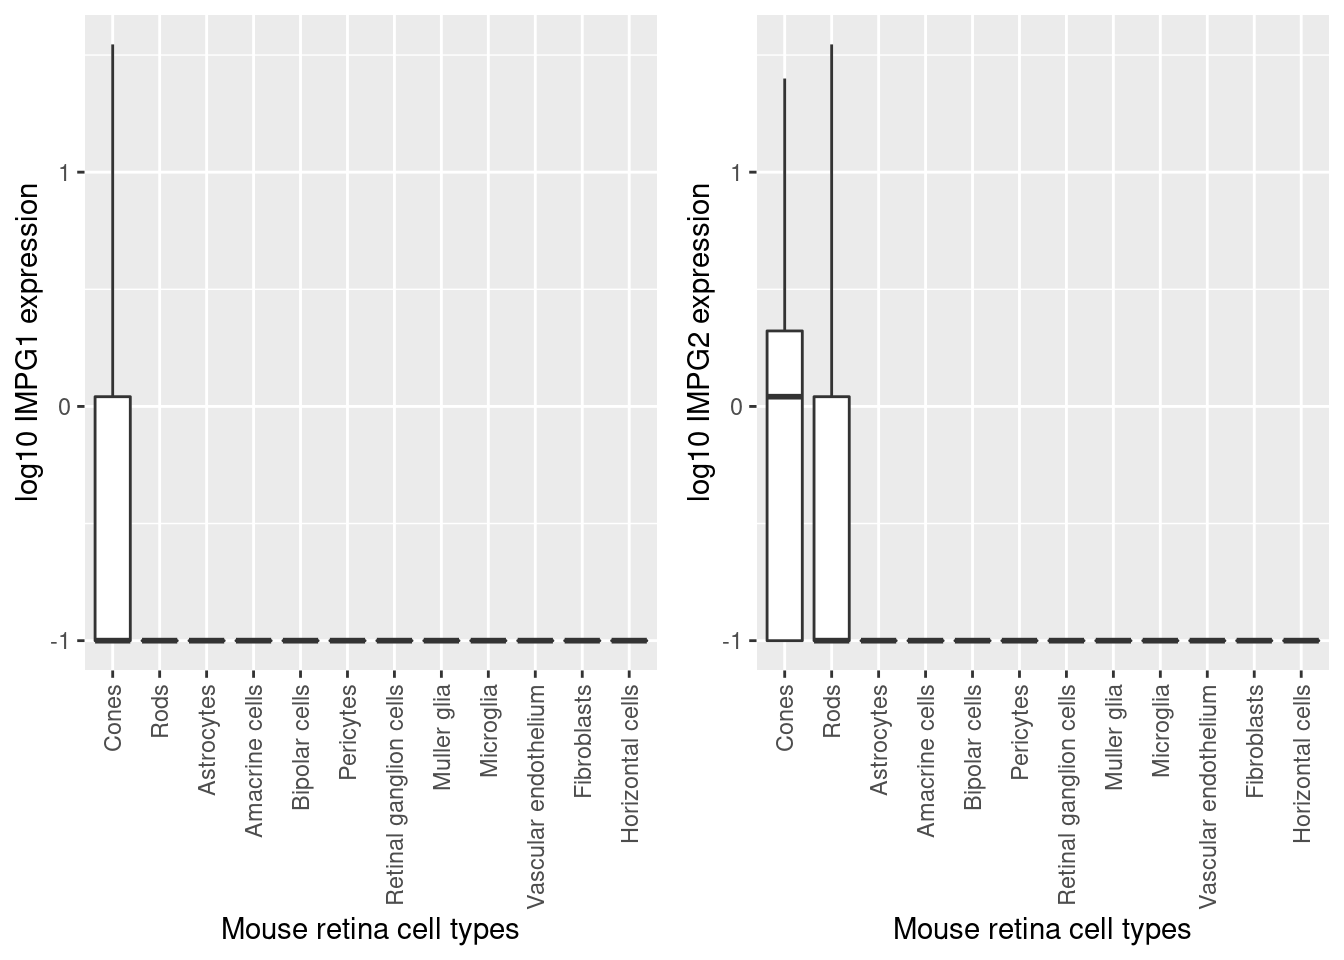 log10 IMPG1 expression
1
0
-1
Cones
Rods
Astrocytes
Amacrine cells
Bipolar cells
Pericytes
Retinal ganglion cells
Muller glia
Microglia
Vascular endothelium
Fibroblasts
Horizontal cells
Mouse retina cell types
log10 IMPG2 expression
1
0
-1
Cones
Rods
Astrocytes
Amacrine cells
Bipolar cells
Pericytes
Retinal ganglion cells
Muller glia
Microglia
Vascular endothelium
Fibroblasts
Horizontal cells
Mouse retina cell types